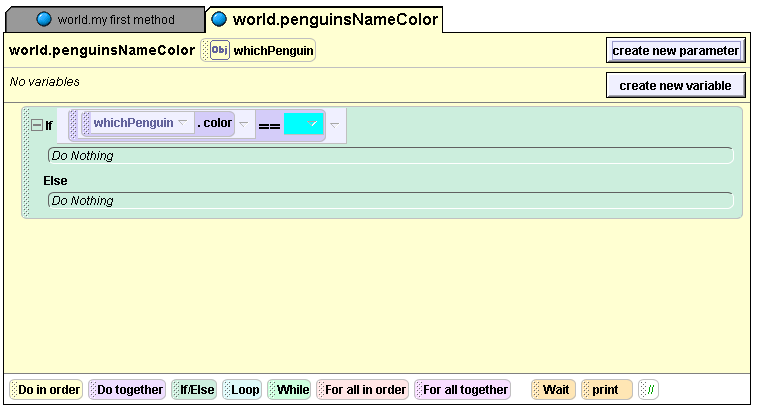 world.my first method world.penguinsNameColor
world.penguinsNameColor Obj whichPenguin create new parameter
No variables create new variable
If whichPenguin . color ==
Do Nothing
Else
Do Nothing
Do in order Do together If/Else Loop While For all in order For all together Wait print //